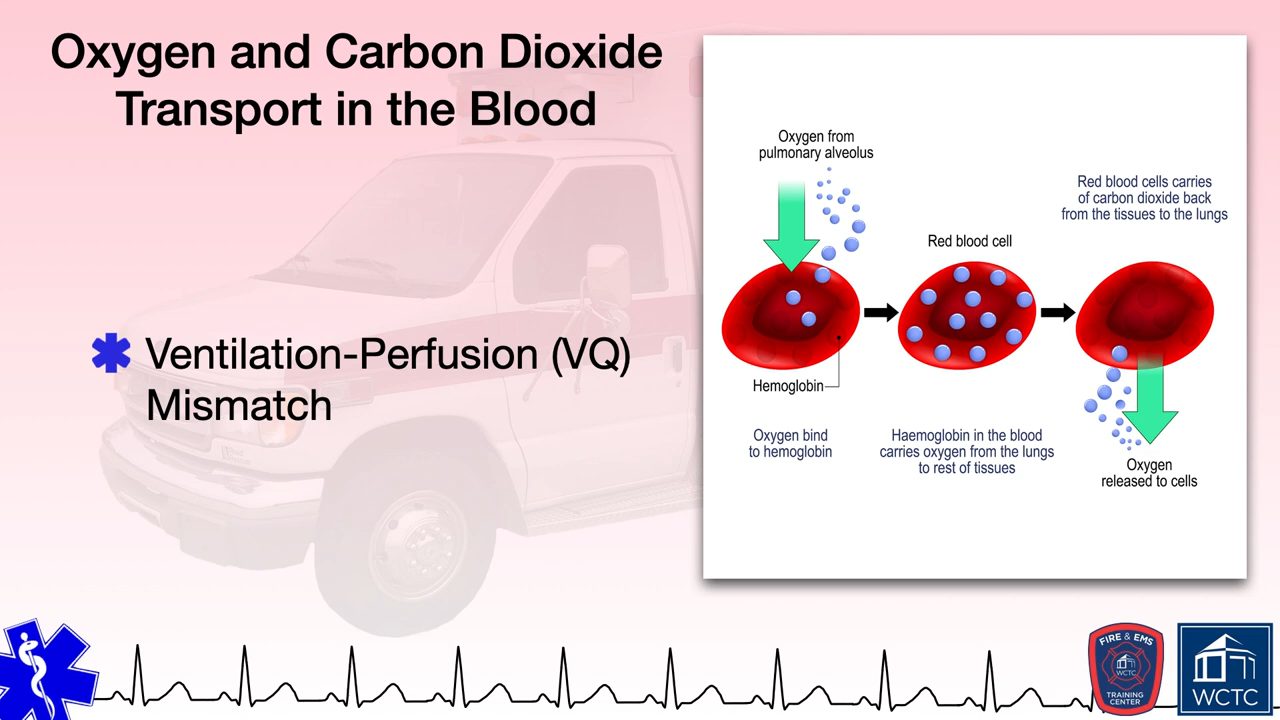 Oxygen and Carbon Dioxide
Transport in the Blood
Ventilation-Perfusion (VQ)
Mismatch
Oxygen from
pulmonary alveolus
Red blood cells carries
of carbon dioxide back
from the tissues to the lungs
Red blood cell
Hemoglobin
Oxygen bind
to hemoglobin
Haemoglobin in the blood
carries oxygen from the lungs
to rest of tissues
Oxygen
released to cells
FIRE & EMS
WCTC
TRAINING
CENTER
WCTC